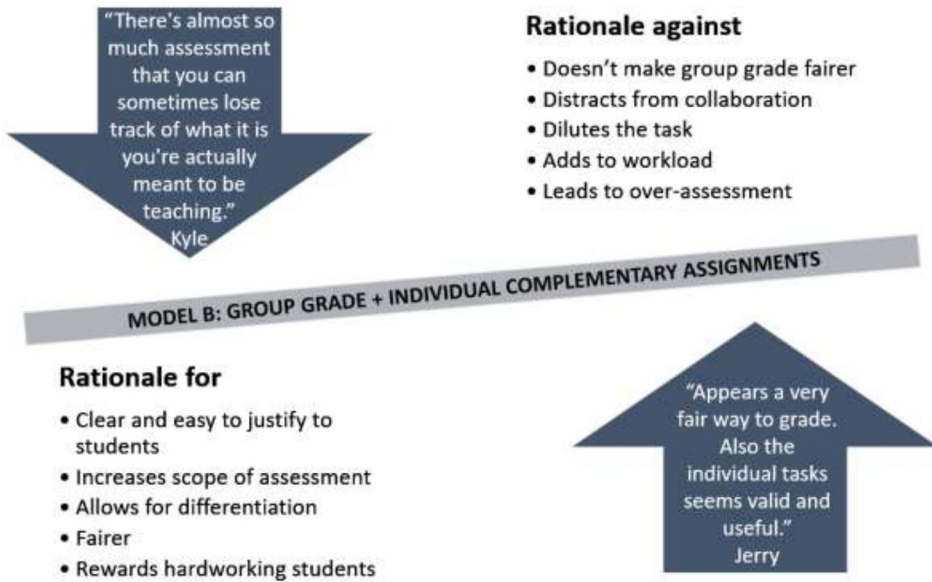 “There's almost so
much assessment
that you can
sometimes lose
track of what it is
you're actually
meant to be
teaching.”
Kyle
Rationale against
• Doesn't make group grade fairer
• Distracts from collaboration
• Dilutes the task
• Adds to workload
• Leads to over-assessment
MODEL B: GROUP GRADE + INDIVIDUAL COMPLEMENTARY ASSIGNMENTS
Rationale for
• Clear and easy to justify to
students
• Increases scope of assessment
• Allows for differentiation
• Fairer
• Rewards hardworking students
“Appears a very
fair way to grade.
Also the
individual tasks
seems valid and
useful.”
Jerry